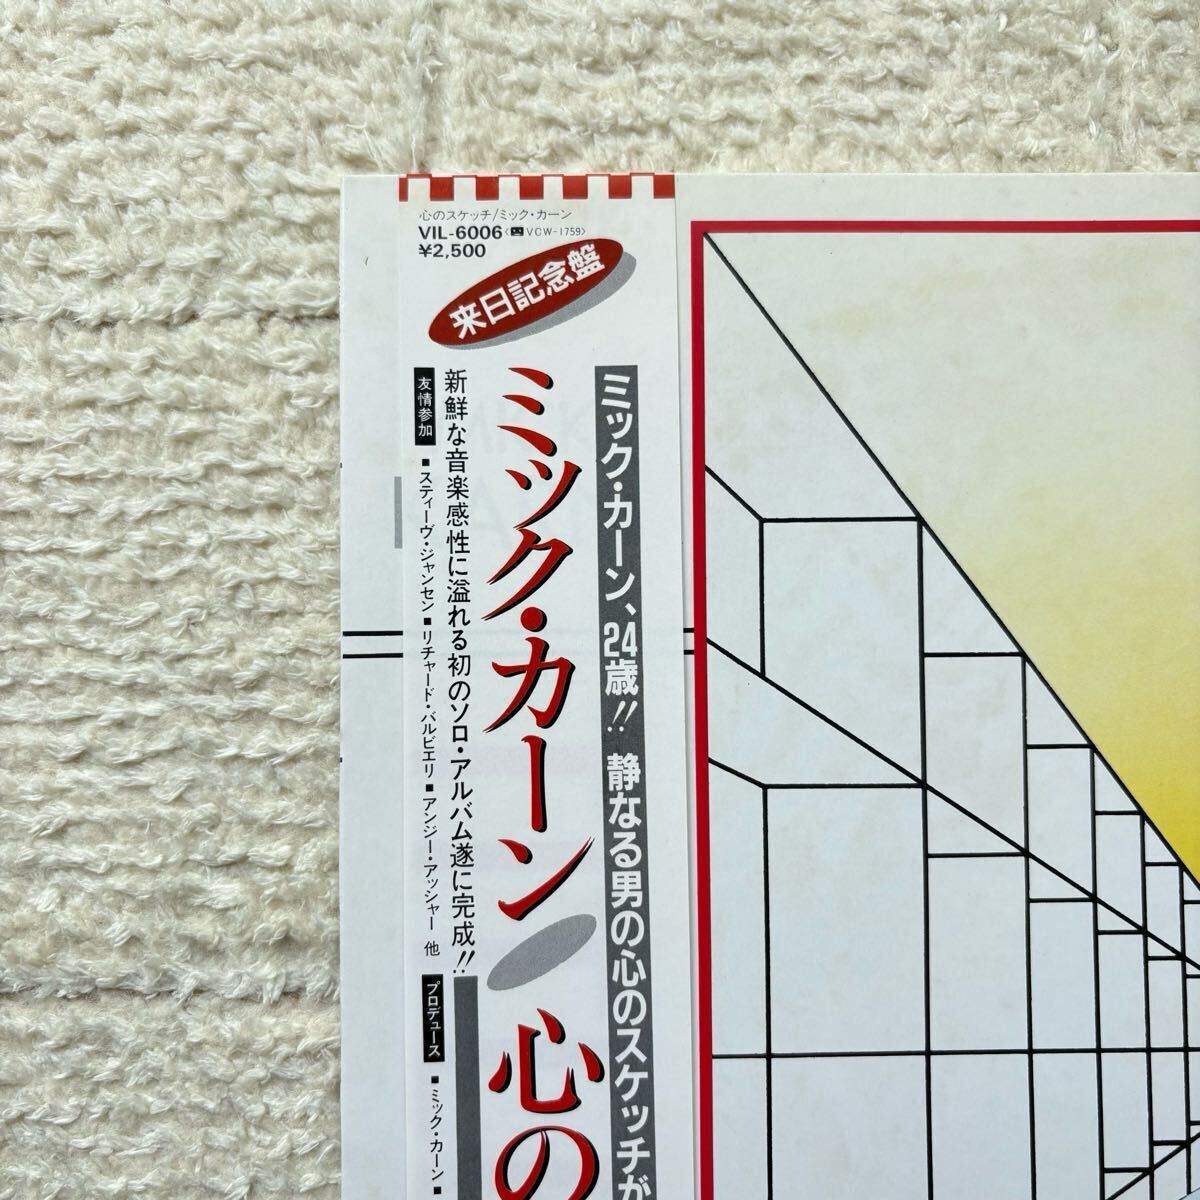 心のスケッチ/ミック・カーン
VIL-6006〈VCW-1759〉
¥2,500
来日記念盤
ミック・カーン、24歳!! 静なる男の心のスケッチが
ミック・カーン 心の
新鮮な音楽感性に溢れる初のソロ・アルバム遂に完成!!
友情参加
■スティーヴ・ジャンセン■リチャード・バルビエリ■アンジー・アッシャー 他
プロデュース
■ミック・カーン■